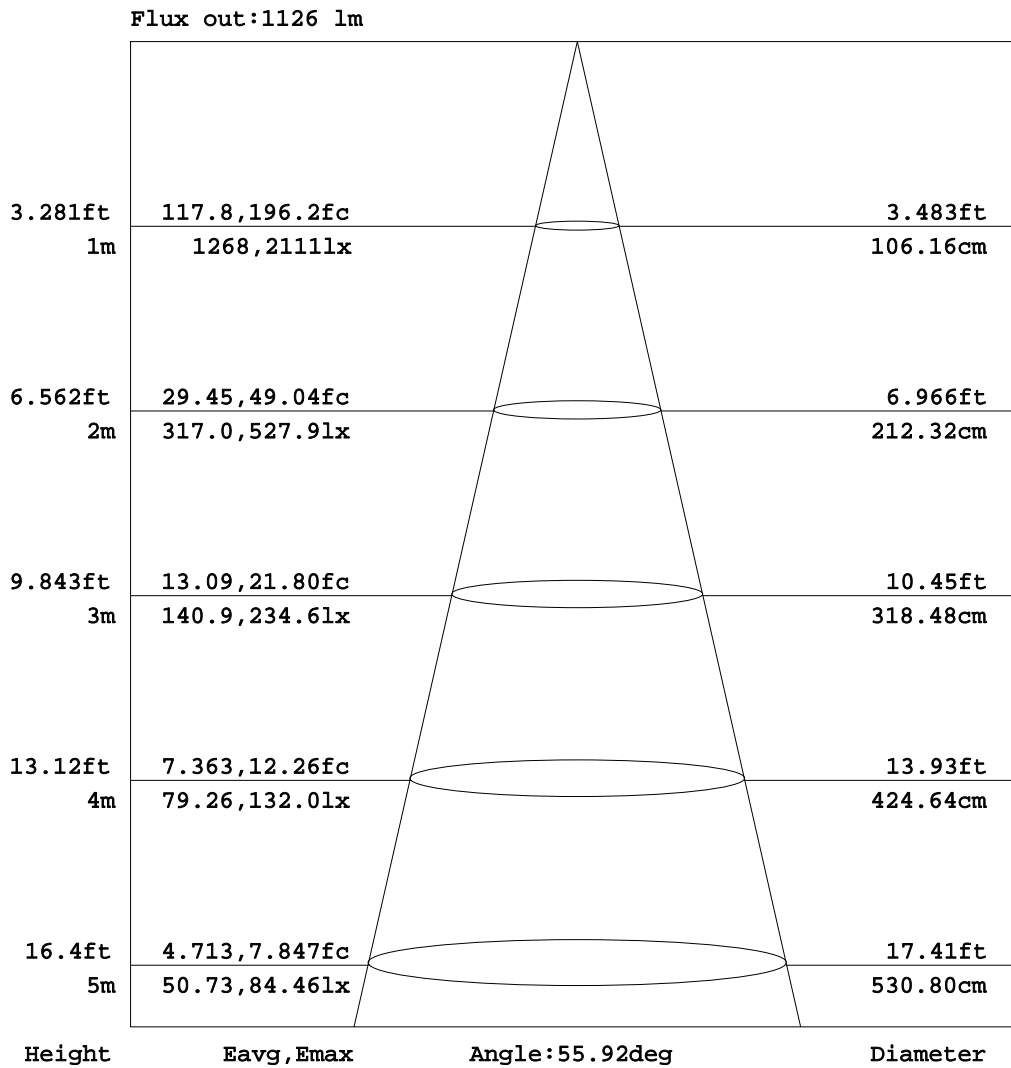 Flux out:1126 lm
3.281ft 117.8,196.2fc 3.483ft
1m 1268,2111lx 106.16cm
6.562ft 29.45,49.04fc 6.966ft
2m 317.0,527.9lx 212.32cm
9.843ft 13.09,21.80fc 10.45ft
3m 140.9,234.6lx 318.48cm
13.12ft 7.363,12.26fc 13.93ft
4m 79.26,132.0lx 424.64cm
16.4ft 4.713,7.847fc 17.41ft
5m 50.73,84.46lx 530.80cm
Height Eavg,Emax Angle:55.92deg Diameter